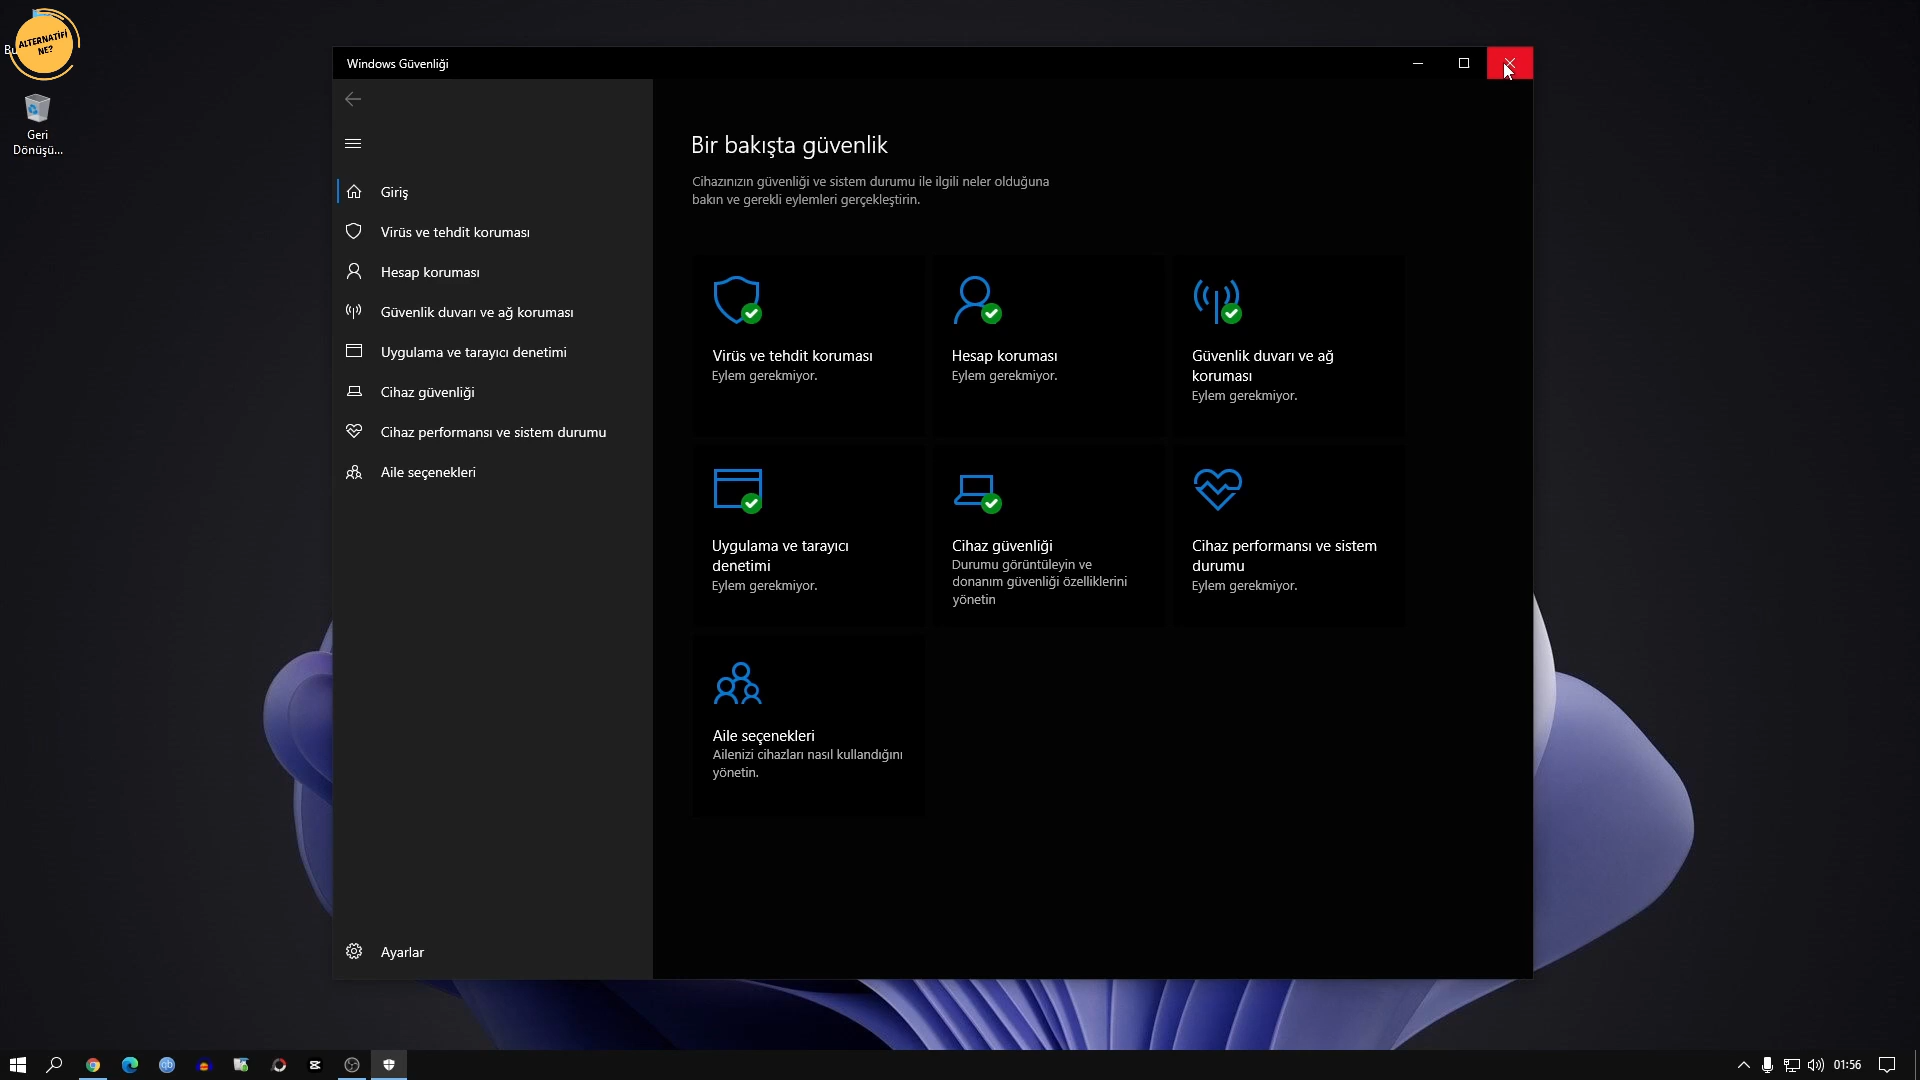 ALTERNATİFİ
NE?
Bu
Geri
Dönüşü...
Windows Güvenliği
Giriş
Virüs ve tehdit koruması
Hesap koruması
Güvenlik duvarı ve ağ koruması
Uygulama ve tarayıcı denetimi
Cihaz güvenliği
Cihaz performansı ve sistem durumu
Aile seçenekleri
Ayarlar
Bir bakışta güvenlik
Cihazınızın güvenliği ve sistem durumu ile ilgili neler olduğuna
bakın ve gerekli eylemleri gerçekleştirin.
Virüs ve tehdit koruması
Eylem gerekmiyor.
Hesap koruması
Eylem gerekmiyor.
Güvenlik duvarı ve ağ
koruması
Eylem gerekmiyor.
Uygulama ve tarayıcı
denetimi
Eylem gerekmiyor.
Cihaz güvenliği
Durumu görüntüleyin ve
donanım güvenliği özelliklerini
yönetin
Cihaz performansı ve sistem
durumu
Eylem gerekmiyor.
Aile seçenekleri
Ailenizi cihazları nasıl kullandığını
yönetin.
qb
01:56